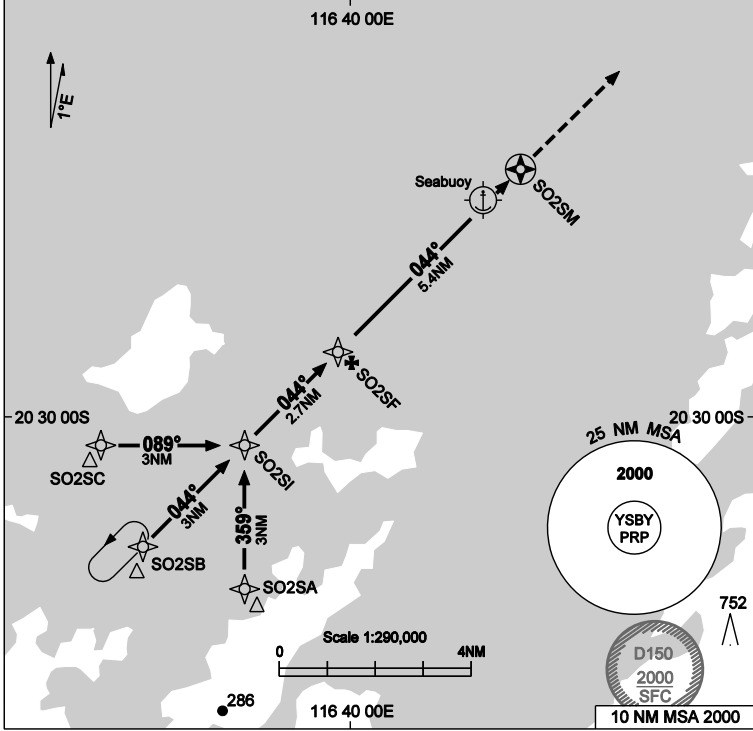 116 40 00E
1°E
Seabuoy
SO2SM
044°
5.4NM
SO2SF
044°
2.7NM
20 30 00S
20 30 00S
25 NM MSA
2000
YSBY
PRP
089°
3NM
SO2SC
SO2SI
044°
3NM
359°
3NM
SO2SB
SO2SA
752
Scale 1:290,000
0
4NM
D150
2000
SFC
286
116 40 00E
10 NM MSA 2000